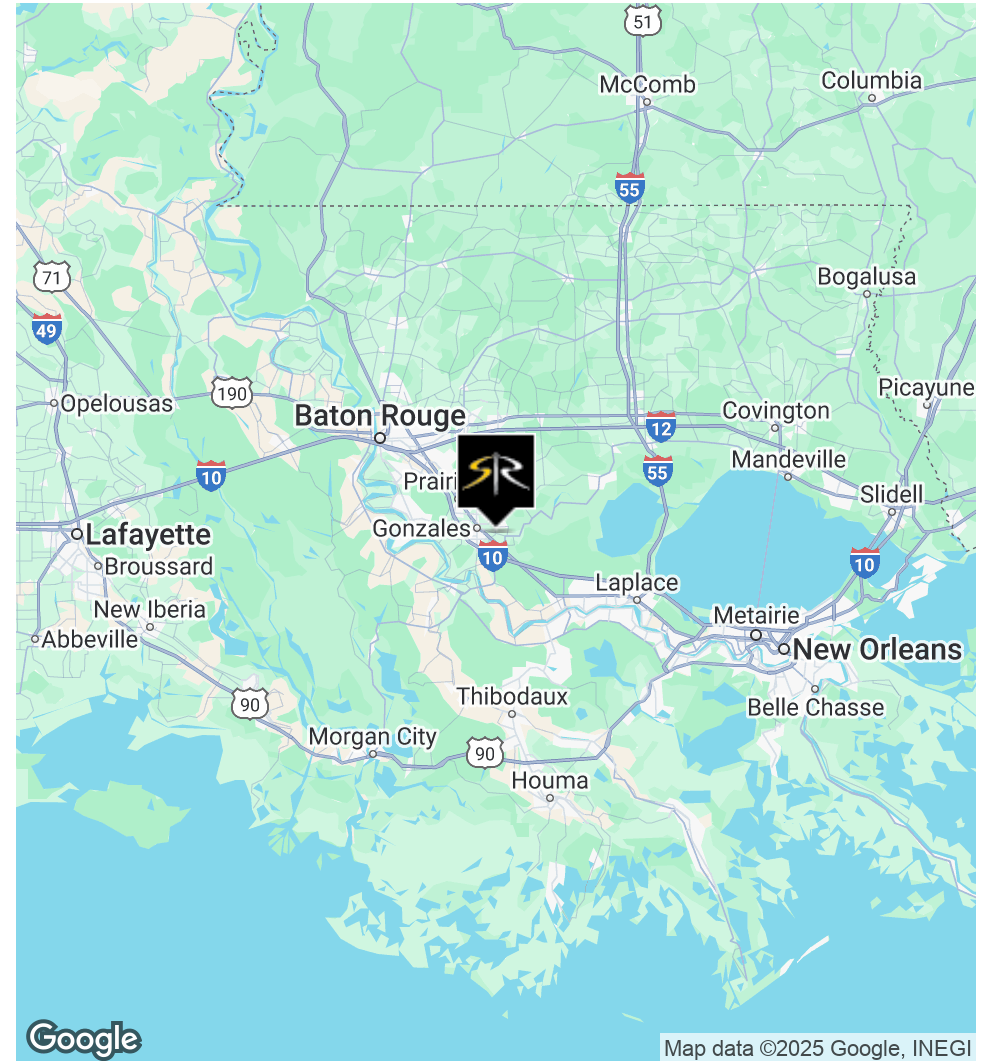 51
McComb
Columbia
55
71
Bogalusa
49
190
Opelousas
Picayune
Baton Rouge
Covington
12
55
Mandeville
10
Prairi
SR
Slidell
Gonzales
Lafayette
10
10
Broussard
Laplace
New Iberia
Metairie
Abbeville
New Orleans
Thibodaux
90
Belle Chasse
Morgan City
90
Houma
Google
Map data ©2025 Google, INEGI